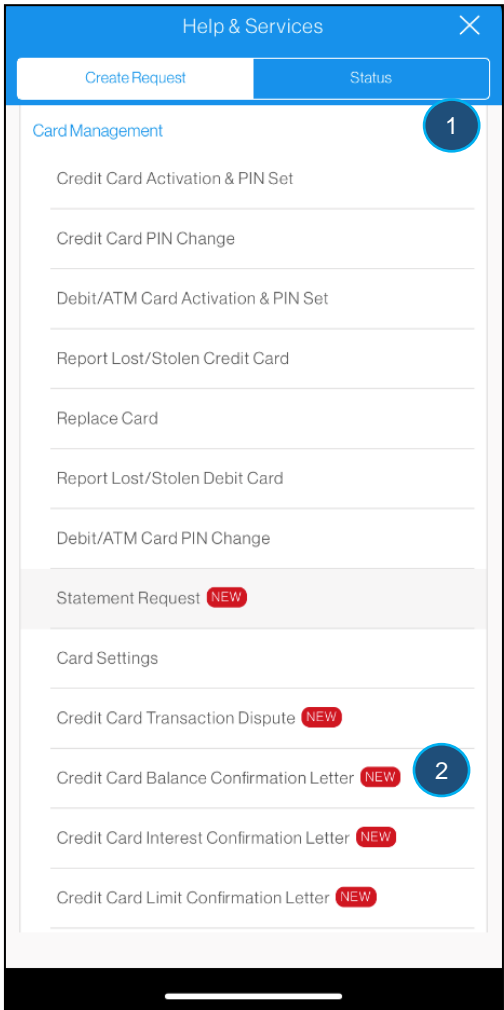 Help & Services
Create Request Status
1
Card Management
Credit Card Activation & PIN Set
Credit Card PIN Change
Debit/ATM Card Activation & PIN Set
Report Lost/Stolen Credit Card
Replace Card
Report Lost/Stolen Debit Card
Debit/ATM Card PIN Change
Statement Request NEW
Card Settings
Credit Card Transaction Dispute NEW
Credit Card Balance Confirmation Letter NEW 2
Credit Card Interest Confirmation Letter NEW
Credit Card Limit Confirmation Letter NEW